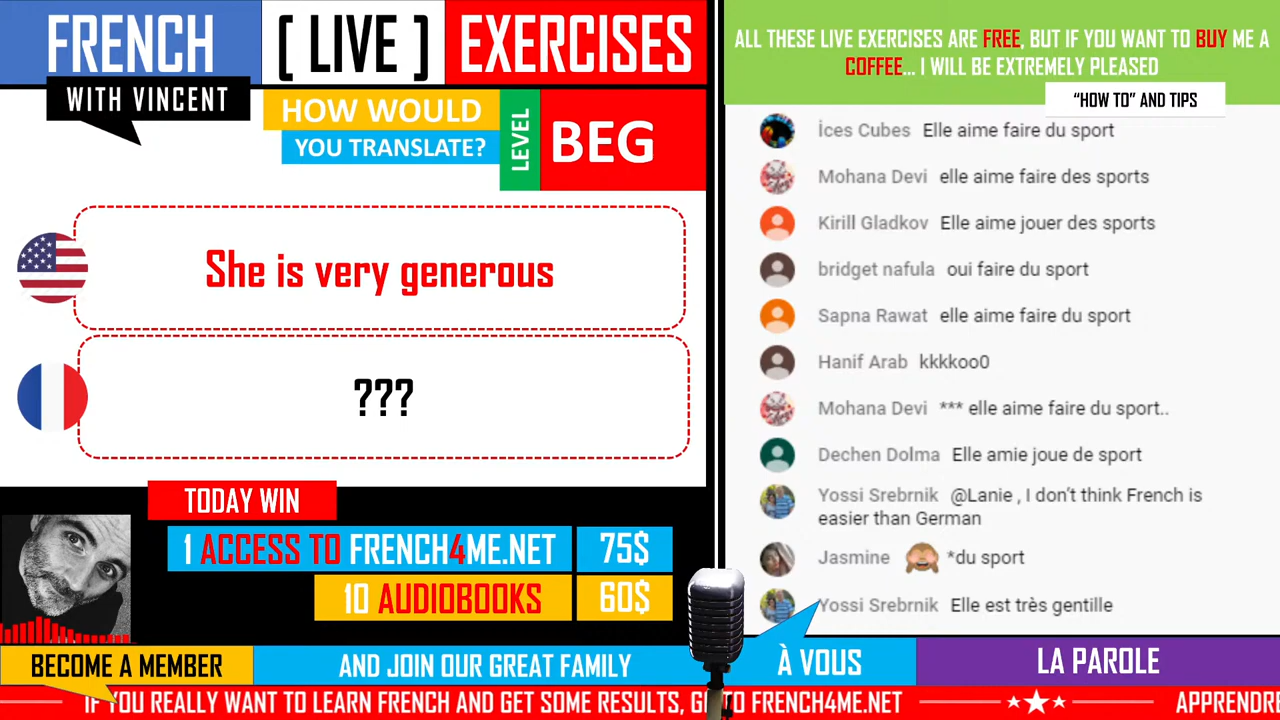 FRENCH
[ LIVE ]
EXERCISES
WITH VINCENT
HOW WOULD
YOU TRANSLATE?
LEVEL
BEG
She is very generous
???
TODAY WIN
1 ACCESS TO FRENCH4ME.NET
75$
10 AUDIOBOOKS
60$
BECOME A MEMBER
AND JOIN OUR GREAT FAMILY
ALL THESE LIVE EXERCISES ARE FREE, BUT IF YOU WANT TO BUY ME A
COFFEE... I WILL BE EXTREMELY PLEASED
“HOW TO” AND TIPS
İces Cubes Elle aime faire du sport
Mohana Devi elle aime faire des sports
Kirill Gladkov Elle aime jouer des sports
bridget nafula oui faire du sport
Sapna Rawat elle aime faire du sport
Hanif Arab kkkkoo0
Mohana Devi *** elle aime faire du sport..
Dechen Dolma Elle amie joue de sport
Yossi Srebrnik @Lanie , I don’t think French is
easier than German
Jasmine 🙈 *du sport
Yossi Srebrnik Elle est très gentille
À VOUS
LA PAROLE
IF YOU REALLY WANT TO LEARN FRENCH AND GET SOME RESULTS, GO TO FRENCH4ME.NET
APPRENDR